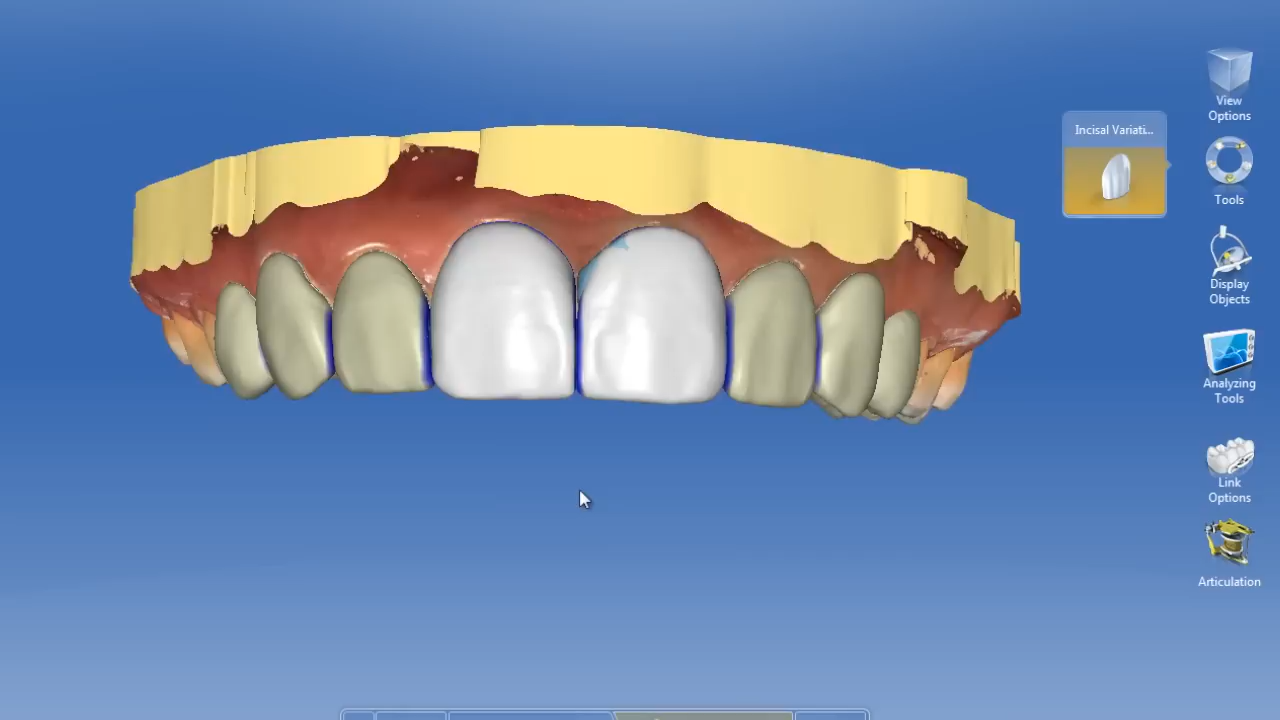 Incisal Variati...
View
Options
Tools
Display
Objects
Analyzing
Tools
Link
Options
Articulation